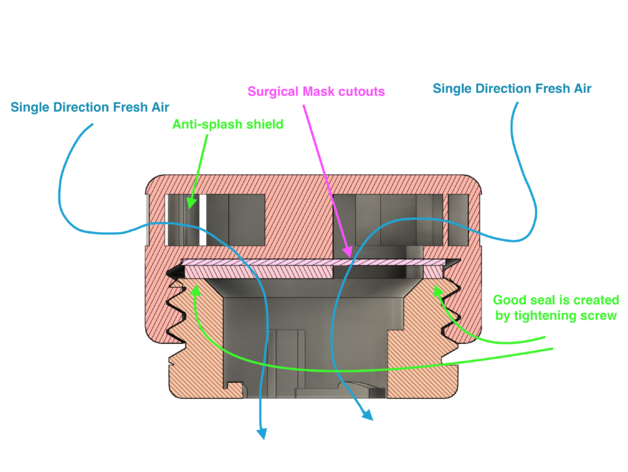 Surgical Mask cutouts
Single Direction Fresh Air
Single Direction Fresh Air
Anti-splash shield
Good seal is created
by tightening screw